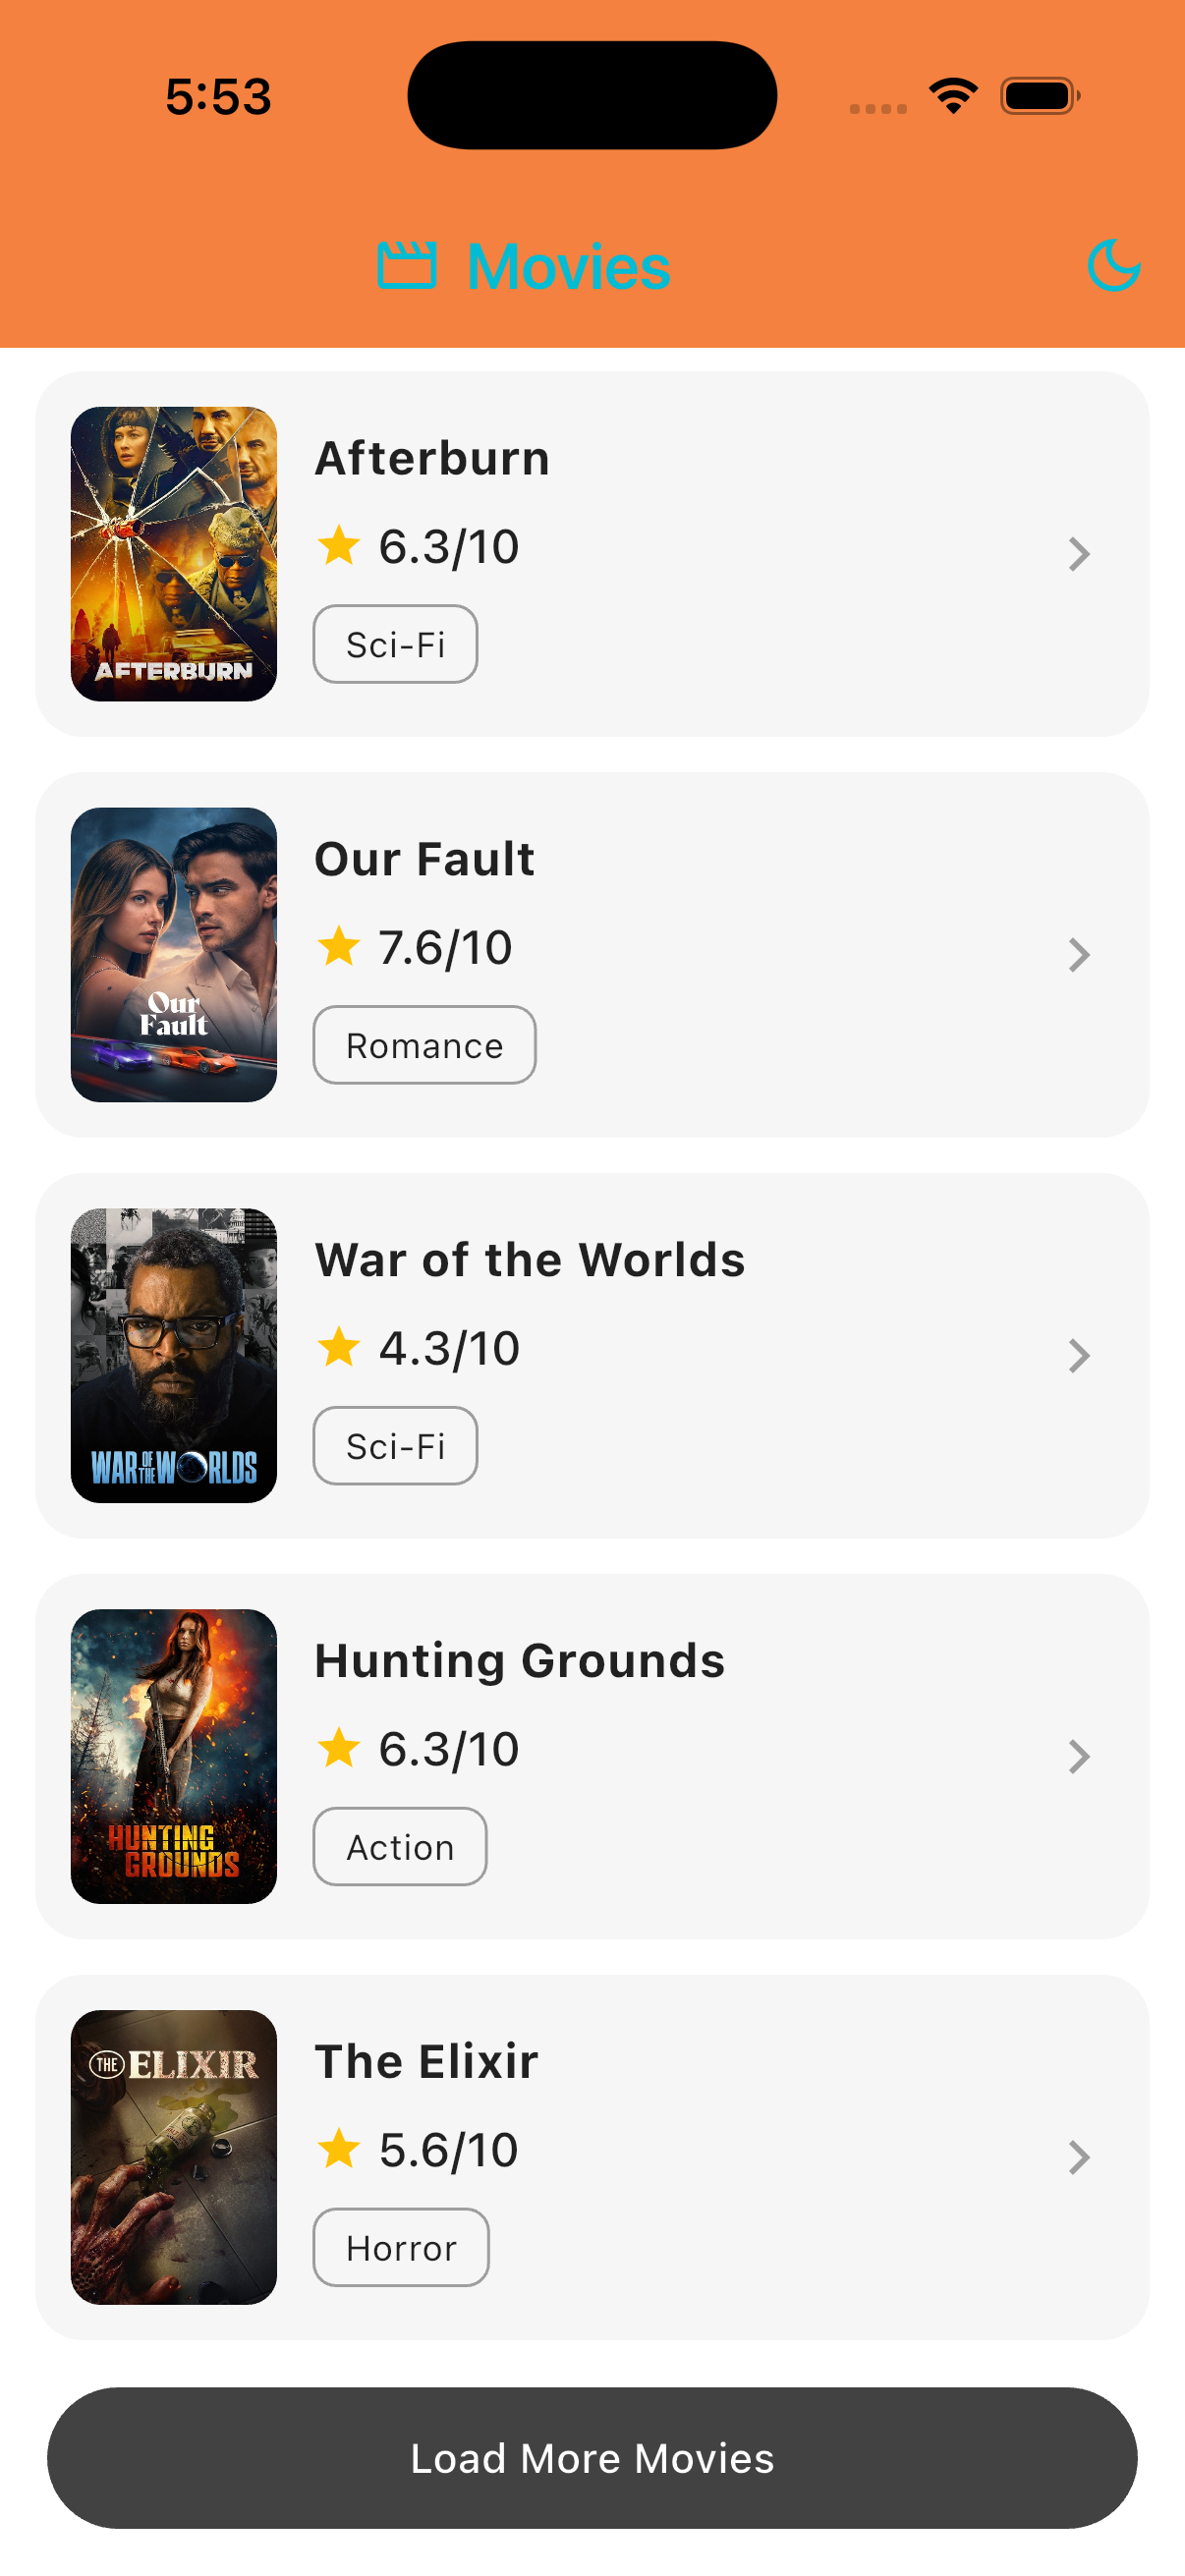 5:53
Movies
AFTERBURN
Afterburn
6.3/10
Sci-Fi
Our
Fault
Our Fault
7.6/10
Romance
WAR OF THE WORLDS
War of the Worlds
4.3/10
Sci-Fi
HUNTING
GROUNDS
Hunting Grounds
6.3/10
Action
THE ELIXIR
The Elixir
5.6/10
Horror
Load More Movies